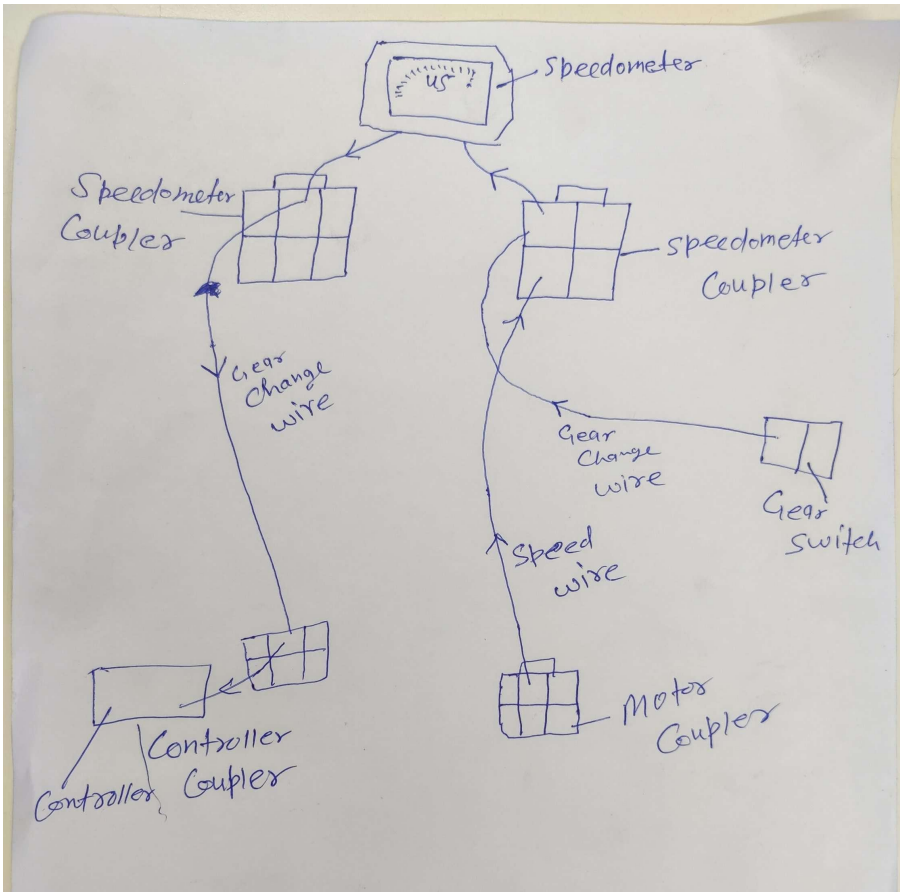 Speedometer
45
Speedometer
Coupler
Speedometer
Coupler
Gear
Change
wire
Gear
Change
wire
Gear
Switch
Speed
wire
Motor
Coupler
Controller
Coupler
Controller